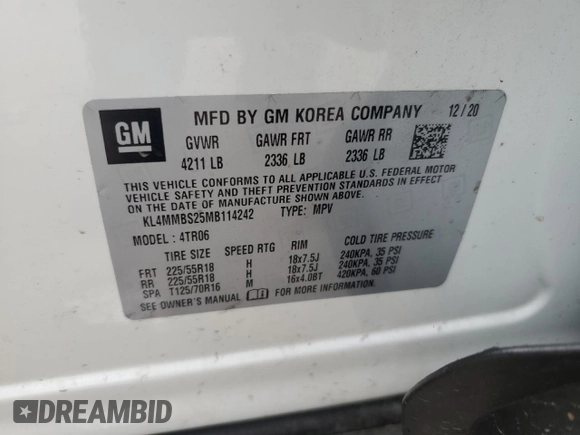 GM
MFD BY GM KOREA COMPANY 12/20
GVWR GAWR FRT GAWR RR
4211 LB 2336 LB 2336 LB
THIS VEHICLE CONFORMS TO ALL APPLICABLE U.S. FEDERAL MOTOR
VEHICLE SAFETY AND THEFT PREVENTION STANDARDS IN EFFECT ON
THE DATE OF MANUFACTURE SHOWN ABOVE.
KL4MMBS25MB114242 TYPE: MPV
MODEL: 4TR06
TIRE SIZE SPEED RTG RIM COLD TIRE PRESSURE
FRT 225/55R18 H 18x7.5J 240KPA, 35 PSI
RR 225/55R18 H 18x7.5J 240KPA, 35 PSI
SPA T125/70R16 M 16x4.0BT 420KPA, 60 PSI
SEE OWNER'S MANUAL FOR MORE INFORMATION.
DREAMBID